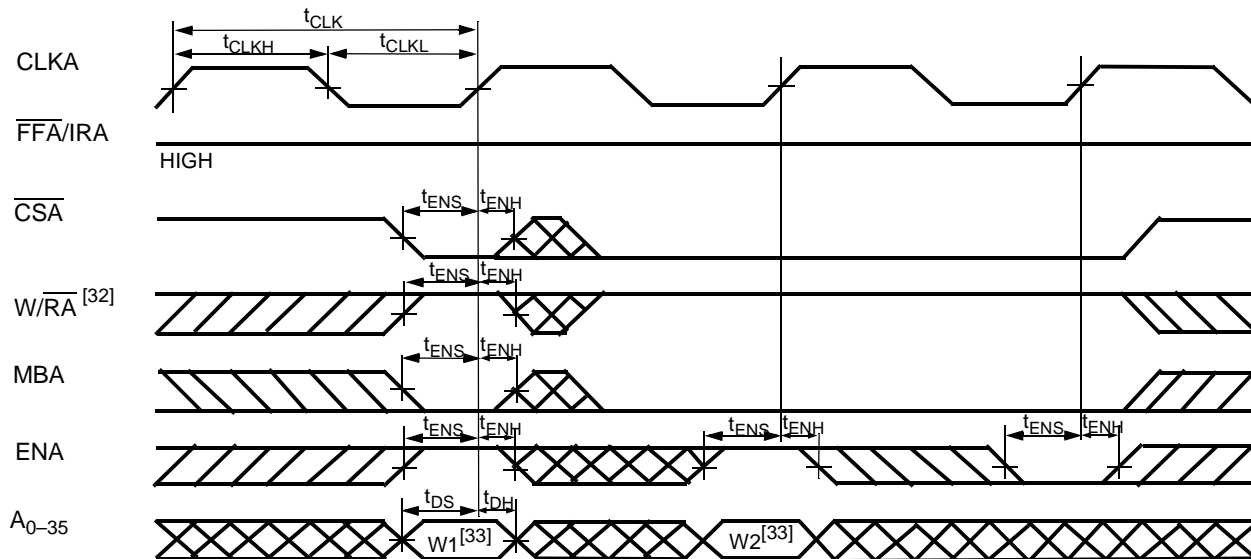 tCLK
tCLKH tCLKL
CLKA
FFA/IRA
HIGH
tENS tENH
CSA
tENS tENH
W/RA [32]
tENS tENH
MBA
tENS tENH tENS tENH tENS tENH
ENA
tDS tDH
A0–35 W1[33] W2[33]